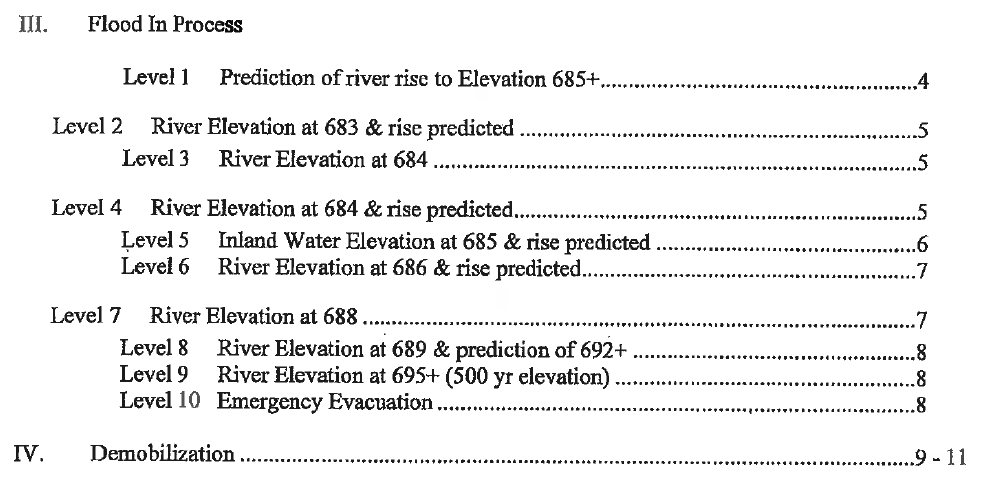 III. Flood In Process
Level 1 Prediction of river rise to Elevation 685+..........4
Level 2 River Elevation at 683 & rise predicted..........5
Level 3 River Elevation at 684..........5
Level 4 River Elevation at 684 & rise predicted..........5
Level 5 Inland Water Elevation at 685 & rise predicted..........6
Level 6 River Elevation at 686 & rise predicted..........7
Level 7 River Elevation at 688..........7
Level 8 River Elevation at 689 & prediction of 692+..........8
Level 9 River Elevation at 695+ (500 yr elevation)..........8
Level 10 Emergency Evacuation..........8
IV. Demobilization..........9 - 11